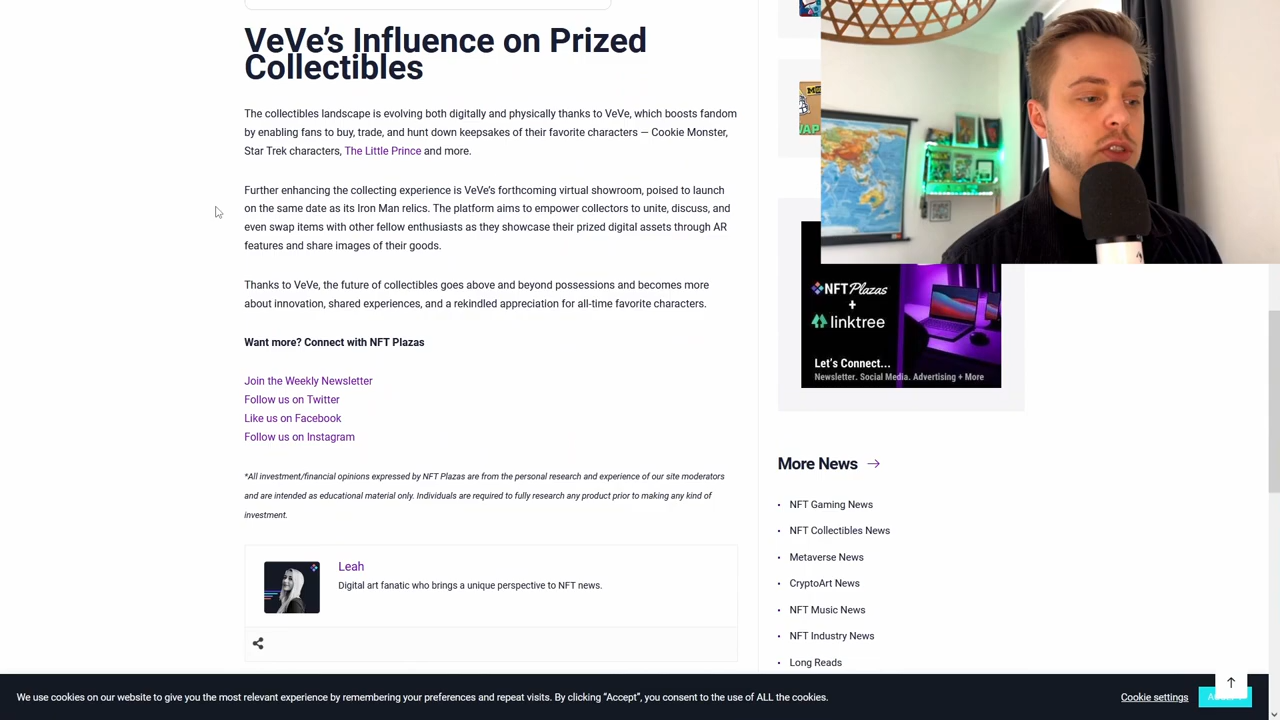 VeVe's Influence on Prized
Collectibles
The collectibles landscape is evolving both digitally and physically thanks to VeVe, which boosts fandom
by enabling fans to buy, trade, and hunt down keepsakes of their favorite characters — Cookie Monster,
Star Trek characters, The Little Prince and more.
Further enhancing the collecting experience is VeVe's forthcoming virtual showroom, poised to launch
on the same date as its Iron Man relics. The platform aims to empower collectors to unite, discuss, and
even swap items with other fellow enthusiasts as they showcase their prized digital assets through AR
features and share images of their goods.
Thanks to VeVe, the future of collectibles goes above and beyond possessions and becomes more
about innovation, shared experiences, and a rekindled appreciation for all-time favorite characters.
Want more? Connect with NFT Plazas
Join the Weekly Newsletter
Follow us on Twitter
Like us on Facebook
Follow us on Instagram
*All investment/financial opinions expressed by NFT Plazas are from the personal research and experience of our site moderators
and are intended as educational material only. Individuals are required to fully research any product prior to making any kind of
investment.
Leah
Digital art fanatic who brings a unique perspective to NFT news.
NFT Plazas
+
linktree
Let's Connect...
Newsletter. Social Media. Advertising + More
More News
NFT Gaming News
NFT Collectibles News
Metaverse News
CryptoArt News
NFT Music News
NFT Industry News
Long Reads
We use cookies on our website to give you the most relevant experience by remembering your preferences and repeat visits. By clicking "Accept", you consent to the use of ALL the cookies.
Cookie settings